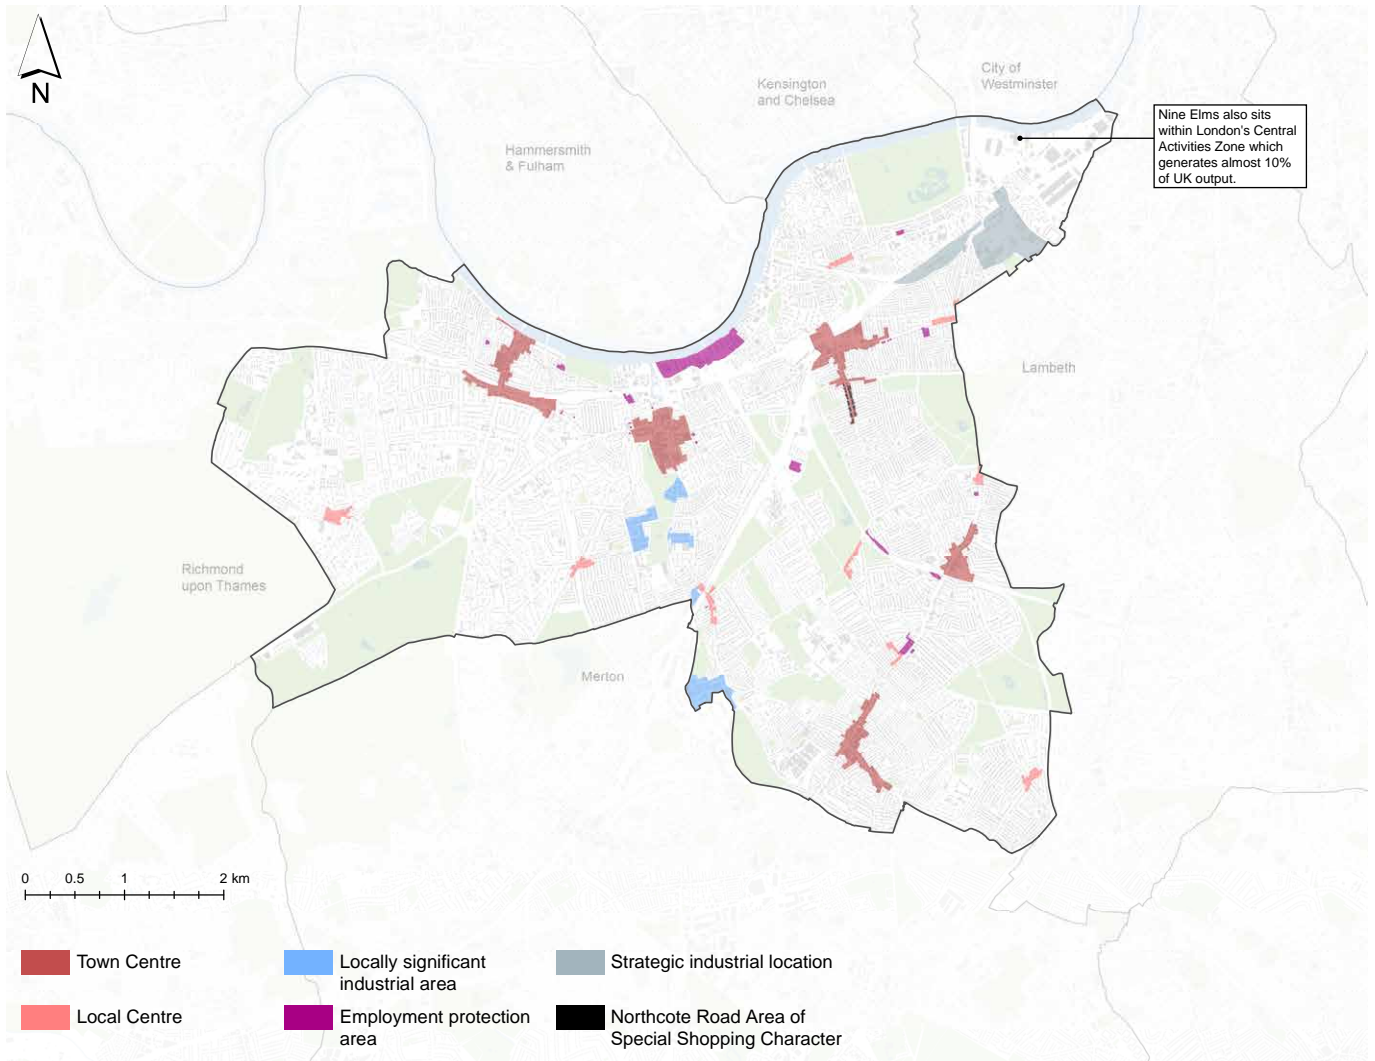 N
City of
Westminster
Kensington
and Chelsea
Nine Elms also sits
within London's Central
Activities Zone which
generates almost 10%
of UK output.
Hammersmith
& Fulham
Lambeth
Richmond
upon Thames
Merton
0 0.5 1 2 km
Town Centre
Local Centre
Locally significant
industrial area
Employment protection
area
Strategic industrial location
Northcote Road Area of
Special Shopping Character